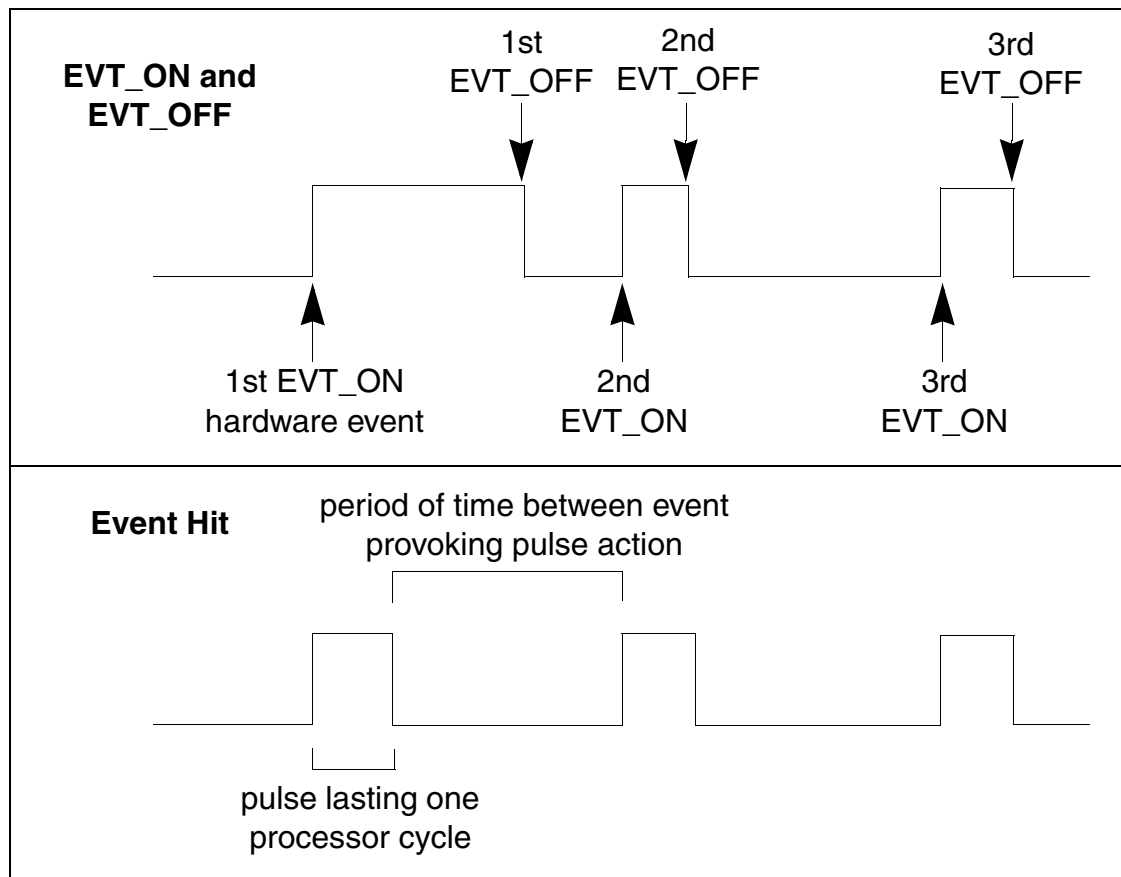 EVT_ON and
EVT_OFF
1st
EVT_OFF
2nd
EVT_OFF
3rd
EVT_OFF
1st EVT_ON
hardware event
2nd
EVT_ON
3rd
EVT_ON
Event Hit
period of time between event
provoking pulse action
pulse lasting one
processor cycle